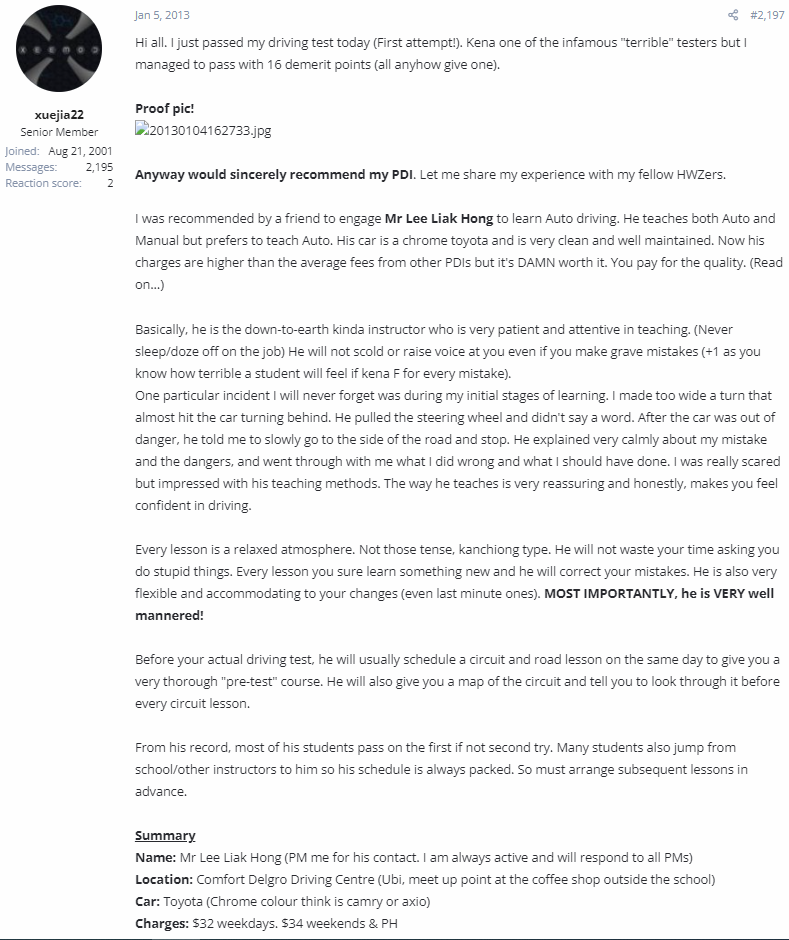 Jan 5, 2013
#2,197
xuejia22
Senior Member
Joined: Aug 21, 2001
Messages: 2,195
Reaction score: 2
Hi all. I just passed my driving test today (First attempt!). Kena one of the infamous "terrible" testers but I
managed to pass with 16 demerit points (all anyhow give one).
Proof pic!
20130104162733.jpg
Anyway would sincerely recommend my PDI. Let me share my experience with my fellow HWZers.
I was recommended by a friend to engage Mr Lee Liak Hong to learn Auto driving. He teaches both Auto and
Manual but prefers to teach Auto. His car is a chrome toyota and is very clean and well maintained. Now his
charges are higher than the average fees from other PDIs but it's DAMN worth it. You pay for the quality. (Read
on...)
Basically, he is the down-to-earth kinda instructor who is very patient and attentive in teaching. (Never
sleep/doze off on the job) He will not scold or raise voice at you even if you make grave mistakes (+1 as you
know how terrible a student will feel if kena F for every mistake).
One particular incident I will never forget was during my initial stages of learning. I made too wide a turn that
almost hit the car turning behind. He pulled the steering wheel and didn't say a word. After the car was out of
danger, he told me to slowly go to the side of the road and stop. He explained very calmly about my mistake
and the dangers, and went through with me what I did wrong and what I should have done. I was really scared
but impressed with his teaching methods. The way he teaches is very reassuring and honestly, makes you feel
confident in driving.
Every lesson is a relaxed atmosphere. Not those tense, kanchiong type. He will not waste your time asking you
do stupid things. Every lesson you sure learn something new and he will correct your mistakes. He is also very
flexible and accommodating to your changes (even last minute ones). MOST IMPORTANTLY, he is VERY well
mannered!
Before your actual driving test, he will usually schedule a circuit and road lesson on the same day to give you a
very thorough "pre-test" course. He will also give you a map of the circuit and tell you to look through it before
every circuit lesson.
From his record, most of his students pass on the first if not second try. Many students also jump from
school/other instructors to him so his schedule is always packed. So must arrange subsequent lessons in
advance.
Summary
Name: Mr Lee Liak Hong (PM me for his contact. I am always active and will respond to all PMs)
Location: Comfort Delgro Driving Centre (Ubi, meet up point at the coffee shop outside the school)
Car: Toyota (Chrome colour think is camry or axio)
Charges: $32 weekdays. $34 weekends & PH